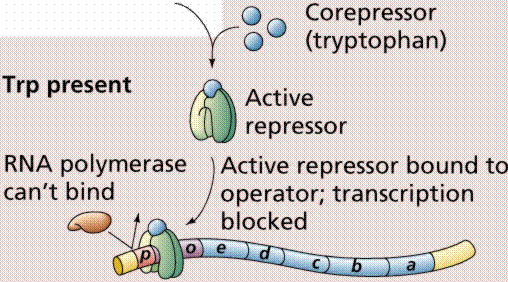 Corepressor
(tryptophan)
Trp present
Active
repressor
RNA polymerase
can't bind
Active repressor bound to
operator; transcription
blocked
p o e d c b a